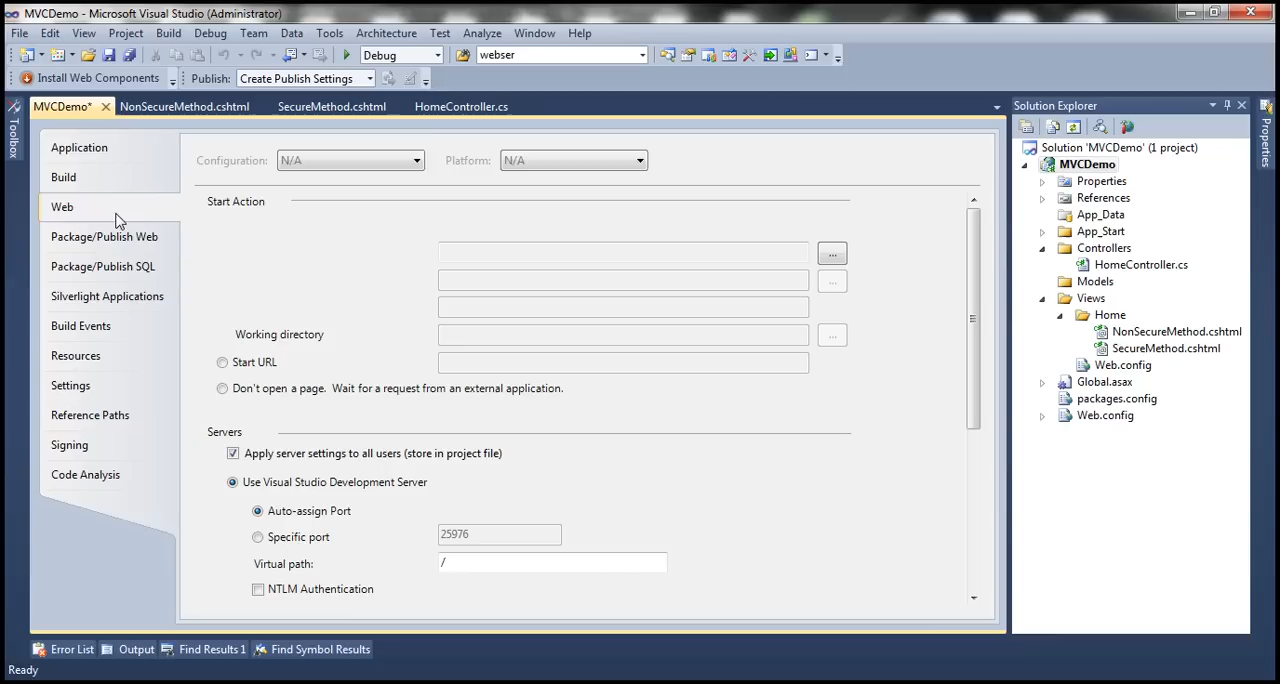 MVCDemo - Microsoft Visual Studio (Administrator)
File Edit View Project Build Debug Team Data Tools Architecture Test Analyze Window Help
Debug webser
Install Web Components Publish: Create Publish Settings
MVCDemo* NonSecureMethod.cshtml SecureMethod.cshtml HomeController.cs
Toolbox
Application
Build
Web
Package/Publish Web
Package/Publish SQL
Silverlight Applications
Build Events
Resources
Settings
Reference Paths
Signing
Code Analysis
Configuration: N/A Platform: N/A
Start Action
...
...
Working directory ...
Start URL
Don't open a page. Wait for a request from an external application.
Servers
Apply server settings to all users (store in project file)
Use Visual Studio Development Server
Auto-assign Port
Specific port 25976
Virtual path: /
NTLM Authentication
Solution Explorer
Solution 'MVCDemo' (1 project)
MVCDemo
Properties
References
App_Data
App_Start
Controllers
HomeController.cs
Models
Views
Home
NonSecureMethod.cshtml
SecureMethod.cshtml
Web.config
Global.asax
packages.config
Web.config
Properties
Error List Output Find Results 1 Find Symbol Results
Ready